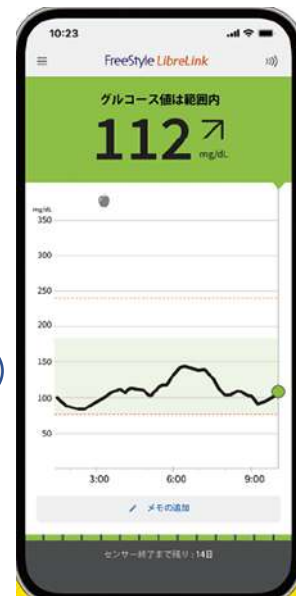 10:23
FreeStyle LibreLink
グルコース値は範囲内
112
mg/dL
mg/dL
350
300
250
200
150
100
50
3:00
6:00
9:00
メモの追加
センサー終了まで残り：14日